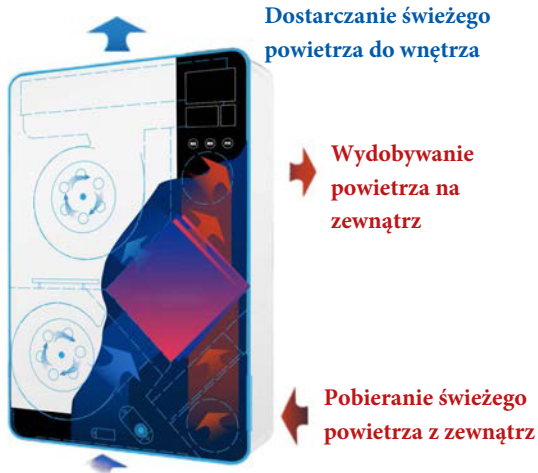 Dostarczanie świeżego
powietrza do wnętrza
Wydobywanie
powietrza na
zewnątrz
Pobieranie świeżego
powietrza z zewnątrz